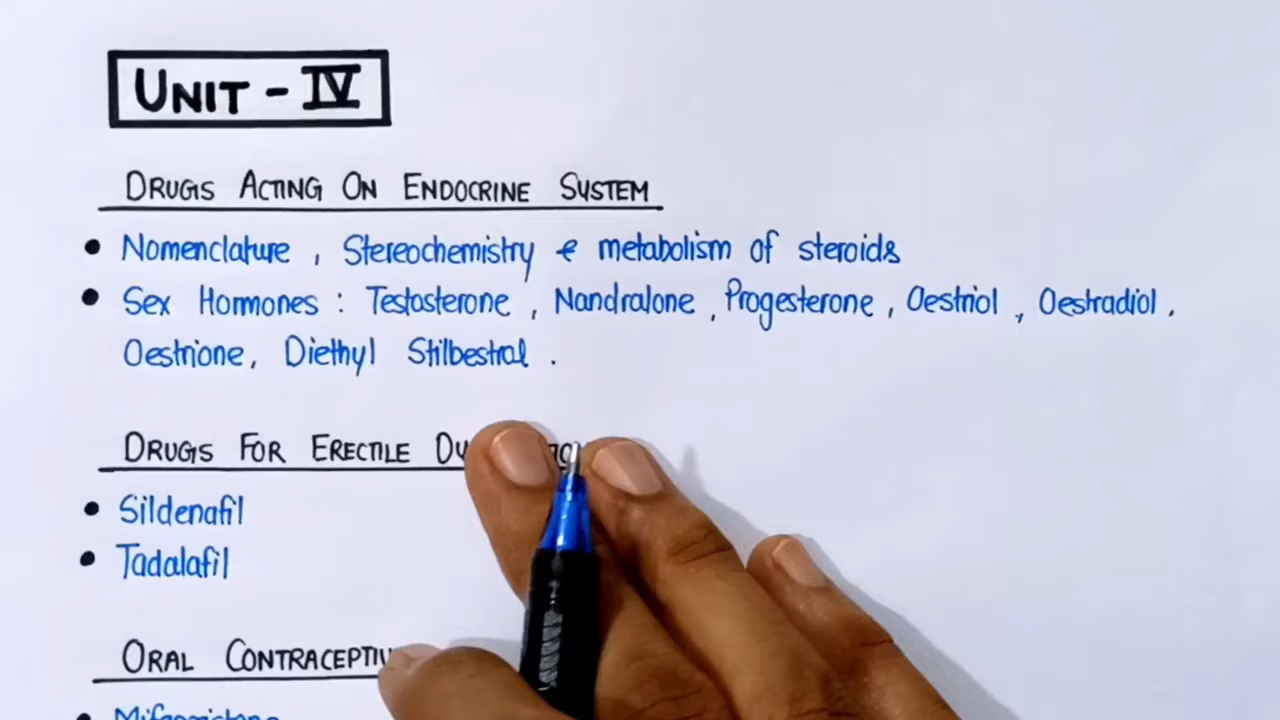 UNIT - IV
DRUGS ACTING ON ENDOCRINE SYSTEM
• Nomenclature , Stereochemistry & metabolism of steroids
• Sex Hormones : Testosterone , Nandralone , Progesterone , Oestriol , Oestradiol .
Oestrione , Diethyl Stilbestral .
DRUGS FOR ERECTILE
• Sildenafil
• Tadalafil
ORAL